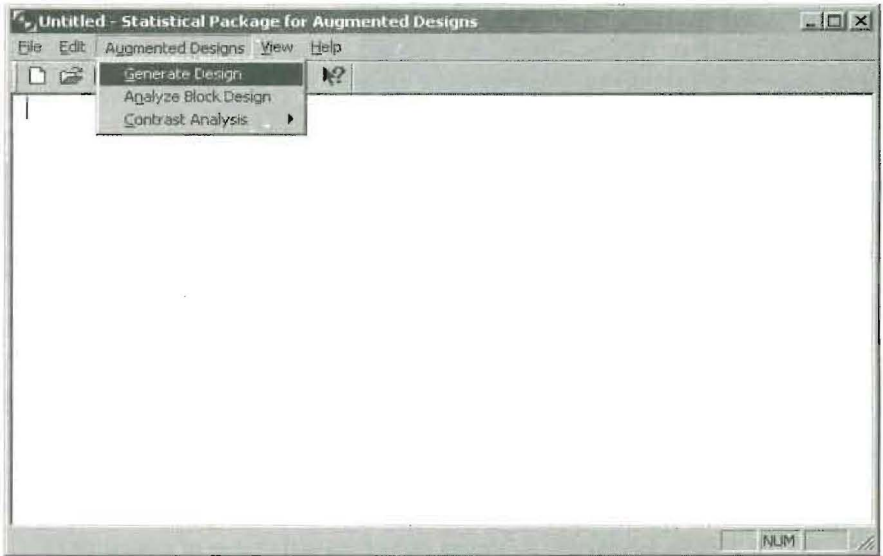 Untitled - Statistical Package for Augmented Designs
File Edit Augmented Designs View Help
Generate Design
Analyze Block Design
Contrast Analysis
NUM